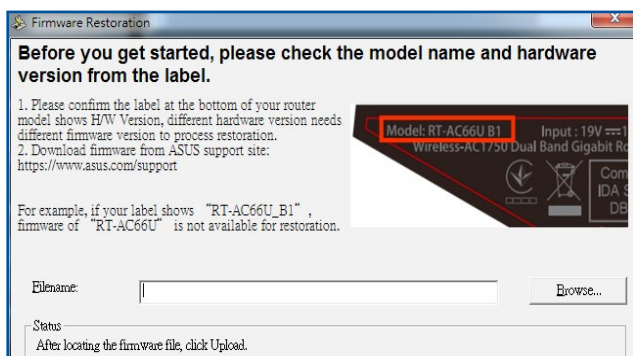 Firmware Restoration
Before you get started, please check the model name and hardware
version from the label.
1. Please confirm the label at the bottom of your router
model shows H/W Version, different hardware version needs
different firmware version to process restoration.
2. Download firmware from ASUS support site:
https://www.asus.com/support
For example, if your label shows “RT-AC66U_B1”,
firmware of “RT-AC66U” is not available for restoration.
Model: RT-AC66U B1 Input : 19V
Wireless-AC1750 Dual Band Gigabit Ro
Com
IDA S
DB
Filename:
Browse...
Status
After locating the firmware file, click Upload.